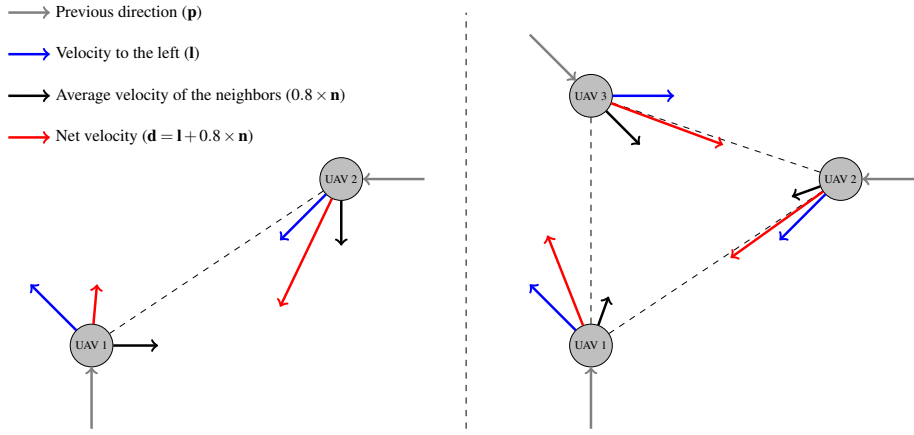 Previous direction (p)
Velocity to the left (l)
Average velocity of the neighbors (0.8 × n)
Net velocity (d = l + 0.8 × n)
UAV 3
UAV 2
UAV 2
UAV 1
UAV 1